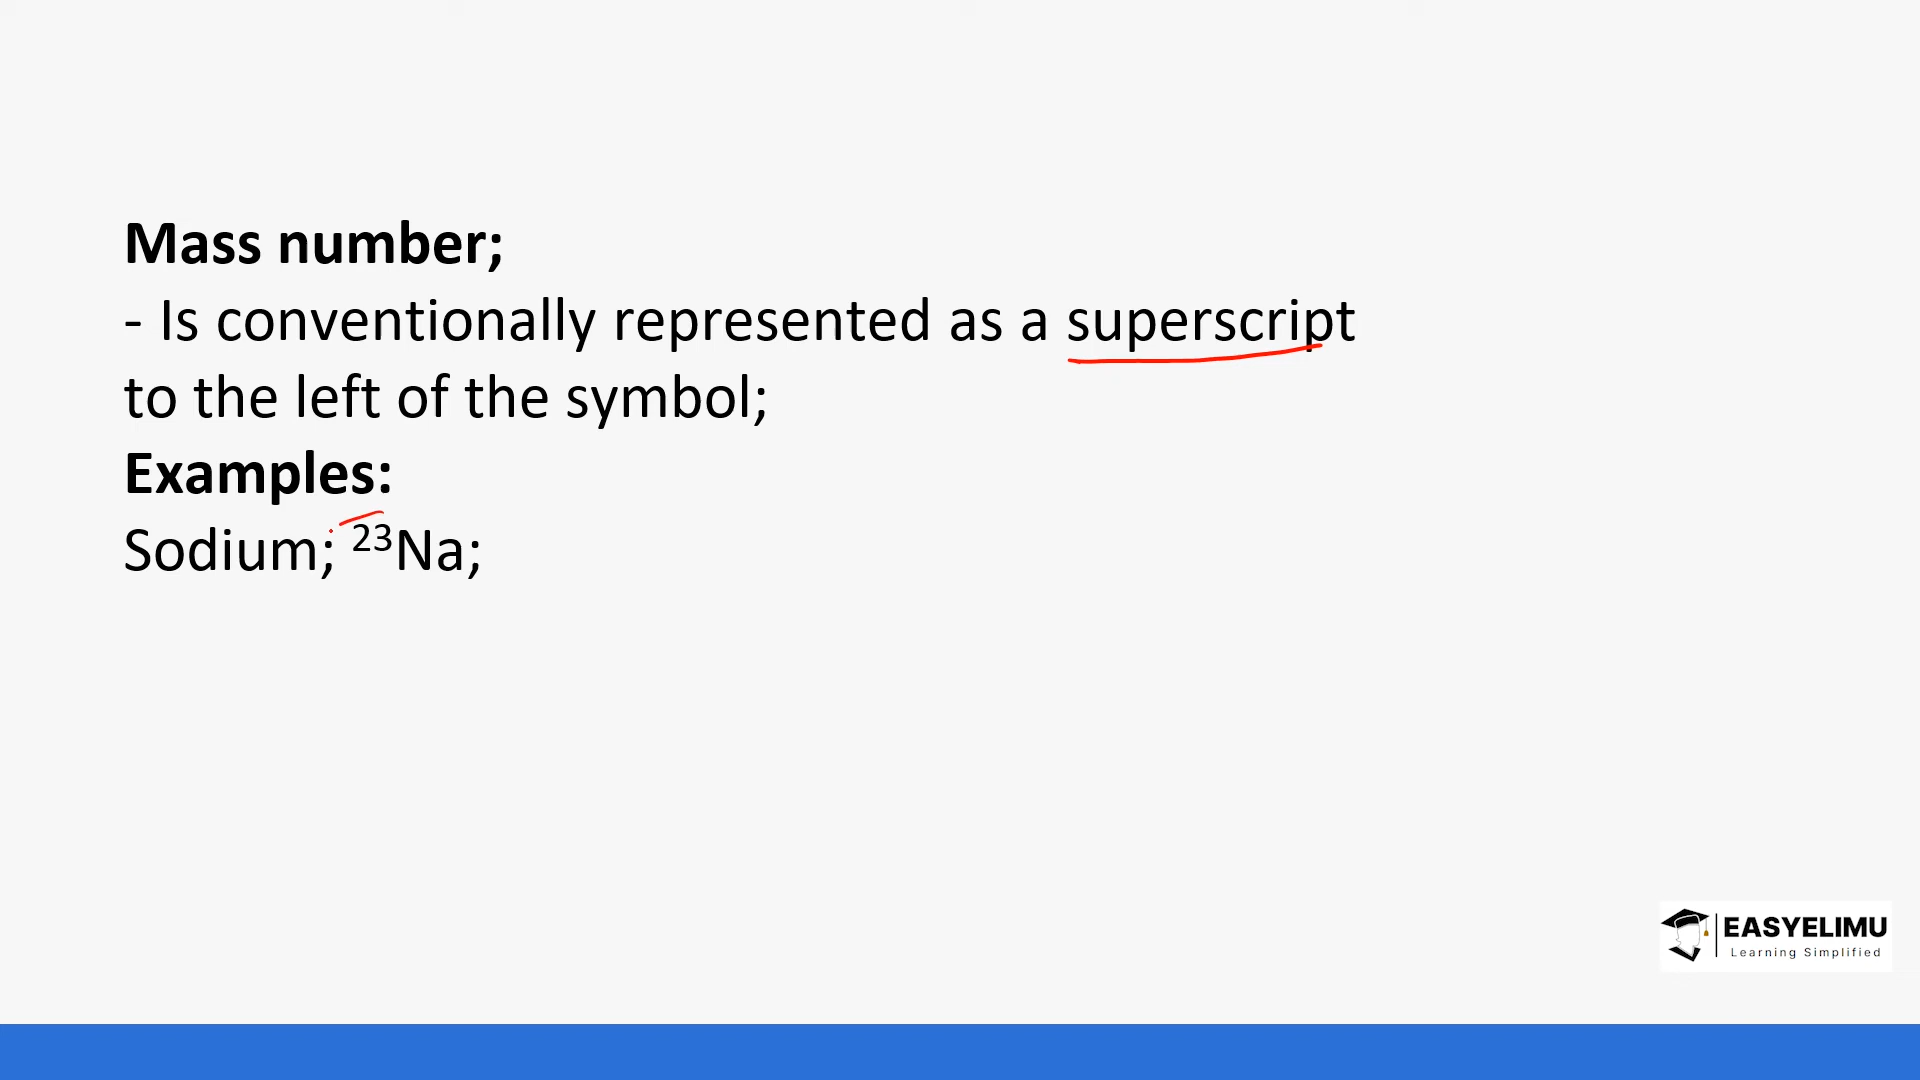 Mass number;
- Is conventionally represented as a superscript
to the left of the symbol;
Examples:
Sodium; ²³Na;
EASYELIMU
Learning Simplified